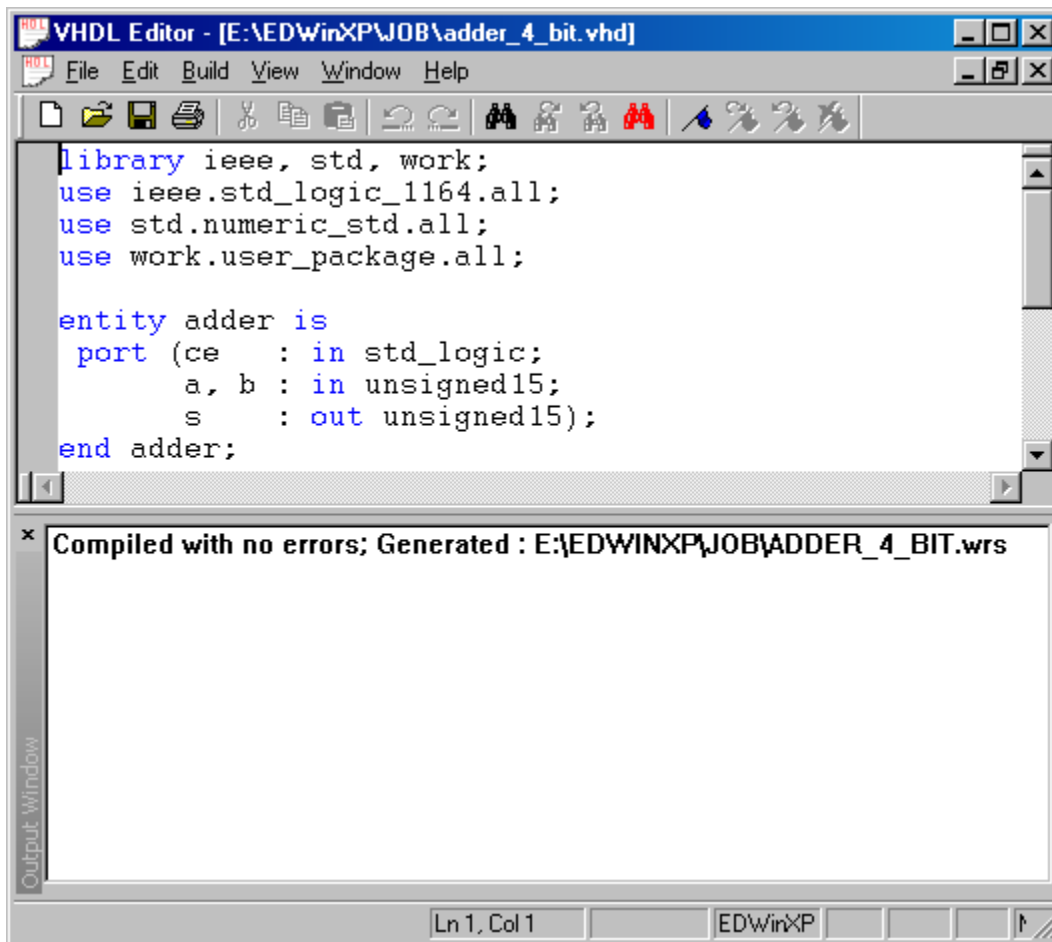 VHDL Editor - [E:\EDWinXP\JOB\adder_4_bit.vhd]
File Edit Build View Window Help
library ieee, std, work;
use ieee.std_logic_1164.all;
use std.numeric_std.all;
use work.user_package.all;
entity adder is
port (ce : in std_logic;
a, b : in unsigned15;
s : out unsigned15);
end adder;
Compiled with no errors; Generated : E:\EDWINXP\JOB\ADDER_4_BIT.wrs
Output Window
Ln 1, Col 1 EDWinXP